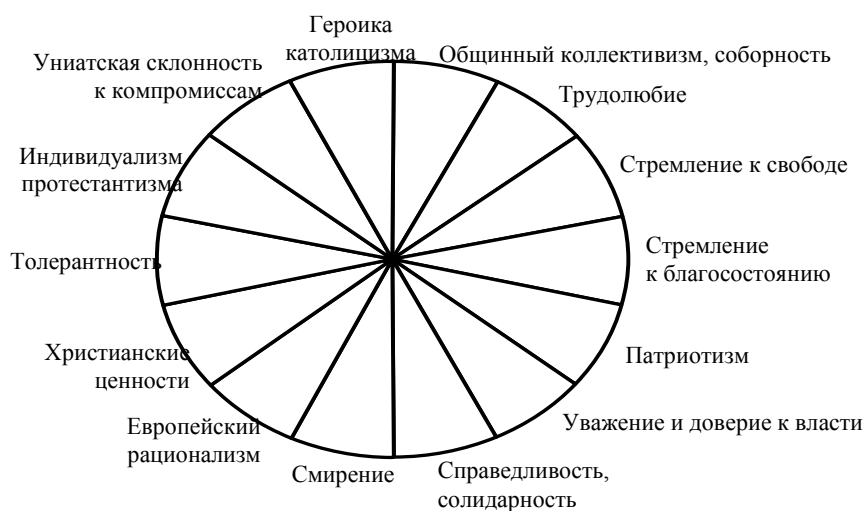 Героика
католицизма
Общинный коллективизм, соборность
Трудолюбие
Стремление к свободе
Стремление
к благосостоянию
Патриотизм
Уважение и доверие к власти
Справедливость,
солидарность
Смирение
Европейский
рационализм
Христианские
ценности
Толерантность
Индивидуализм
протестантизма
Униатская склонность
к компромиссам